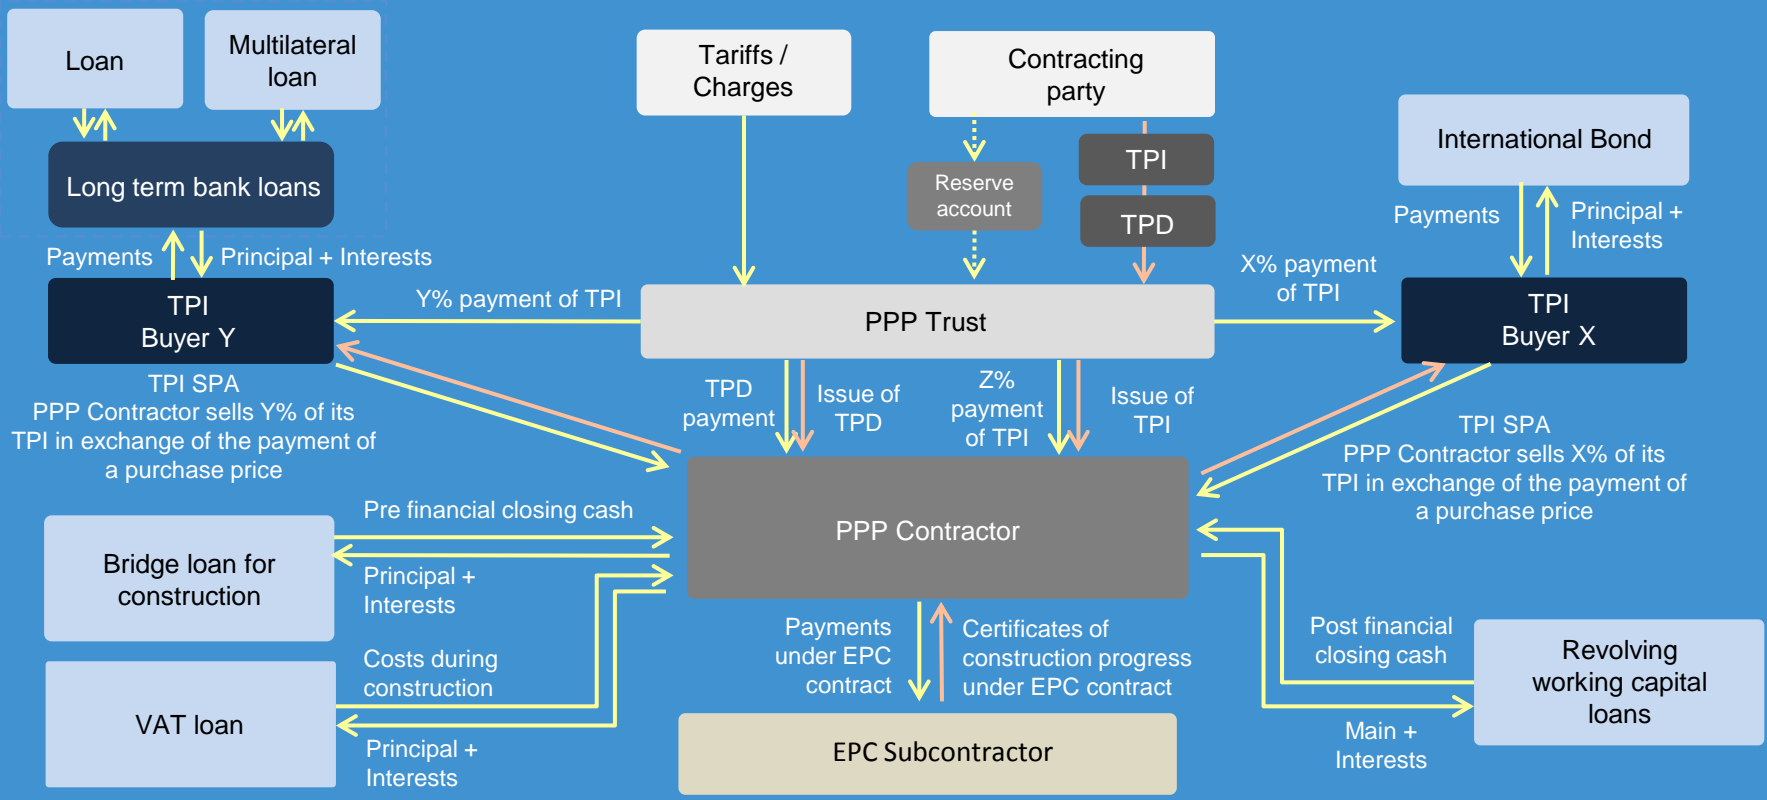 Loan
Multilateral
loan
Tariffs /
Charges
Contracting
party
TPI
International Bond
Long term bank loans
Reserve
account
TPD
Payments
Principal +
Interests
Payments
Principal + Interests
X% payment
of TPI
TPI
Buyer Y
Y% payment of TPI
PPP Trust
TPI
Buyer X
TPI SPA
PPP Contractor sells Y% of its
TPI in exchange of the payment of
a purchase price
TPD
payment
Issue of
TPD
Z%
payment
of TPI
Issue of
TPI
TPI SPA
PPP Contractor sells X% of its
TPI in exchange of the payment of
a purchase price
Pre financial closing cash
PPP Contractor
Bridge loan for
construction
Principal +
Interests
Payments
under EPC
contract
Certificates of
construction progress
under EPC contract
Post financial
closing cash
Revolving
working capital
loans
Costs during
construction
VAT loan
Principal +
Interests
Main +
Interests
EPC Subcontractor